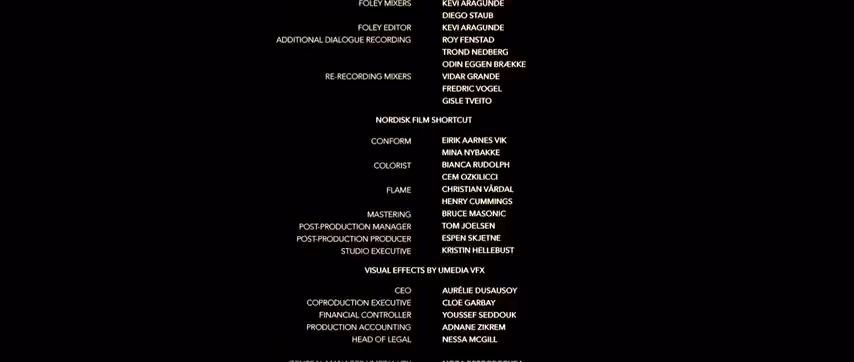 FOLEY MIXERS KEVI ARAGUNDE
DIEGO STAUB
FOLEY EDITOR KEVI ARAGUNDE
ADDITIONAL DIALOGUE RECORDING ROY FENSTAD
TROND NEDBERG
ODIN EGGEN BRÆKKE
RE-RECORDING MIXERS VIDAR GRANDE
FREDRIC VOGEL
GISLE TVEITO
NORDISK FILM SHORTCUT
CONFORM EIRIK AARNES VIK
MINA NYBAKKE
COLORIST BIANCA RUDOLPH
CEM OZKILICCI
FLAME CHRISTIAN VÅRDAL
HENRY CUMMINGS
MASTERING BRUCE MASONIC
POST-PRODUCTION MANAGER TOM JOELSEN
POST-PRODUCTION PRODUCER ESPEN SKJETNE
STUDIO EXECUTIVE KRISTIN HELLEBUST
VISUAL EFFECTS BY UMEDIA VFX
CEO AURÉLIE DUSAUSOY
COPRODUCTION EXECUTIVE CLOE GARBAY
FINANCIAL CONTROLLER YOUSSEF SEDDOUK
PRODUCTION ACCOUNTING ADNANE ZIKREM
HEAD OF LEGAL NESSA MCGILL